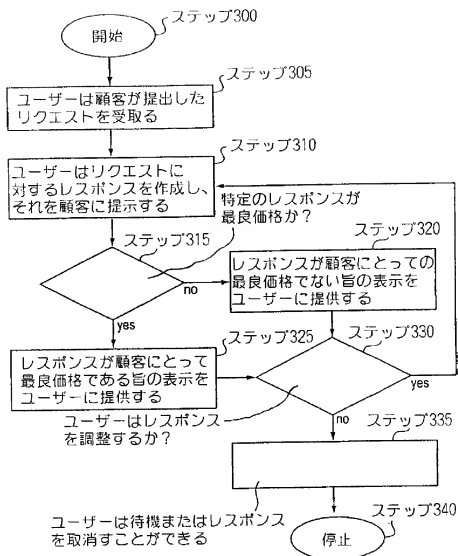 ステップ300
開始
ステップ305
ユーザーは顧客が提出した
リクエストを受取る
ステップ310
ユーザーはリクエストに
対するレスポンスを作成し、
それを顧客に提示する
特定のレスポンスが
最良価格か?
ステップ315
no
yes
ステップ320
レスポンスが顧客にとっての
最良価格でない旨の表示を
ユーザーに提供する
ステップ325
レスポンスが顧客にとって
最良価格である旨の表示を
ユーザーに提供する
ステップ330
yes
no
ユーザーはレスポンス
を調整するか?
ステップ335
ユーザーは待機またはレスポンス
を取消すことができる
ステップ340
停止